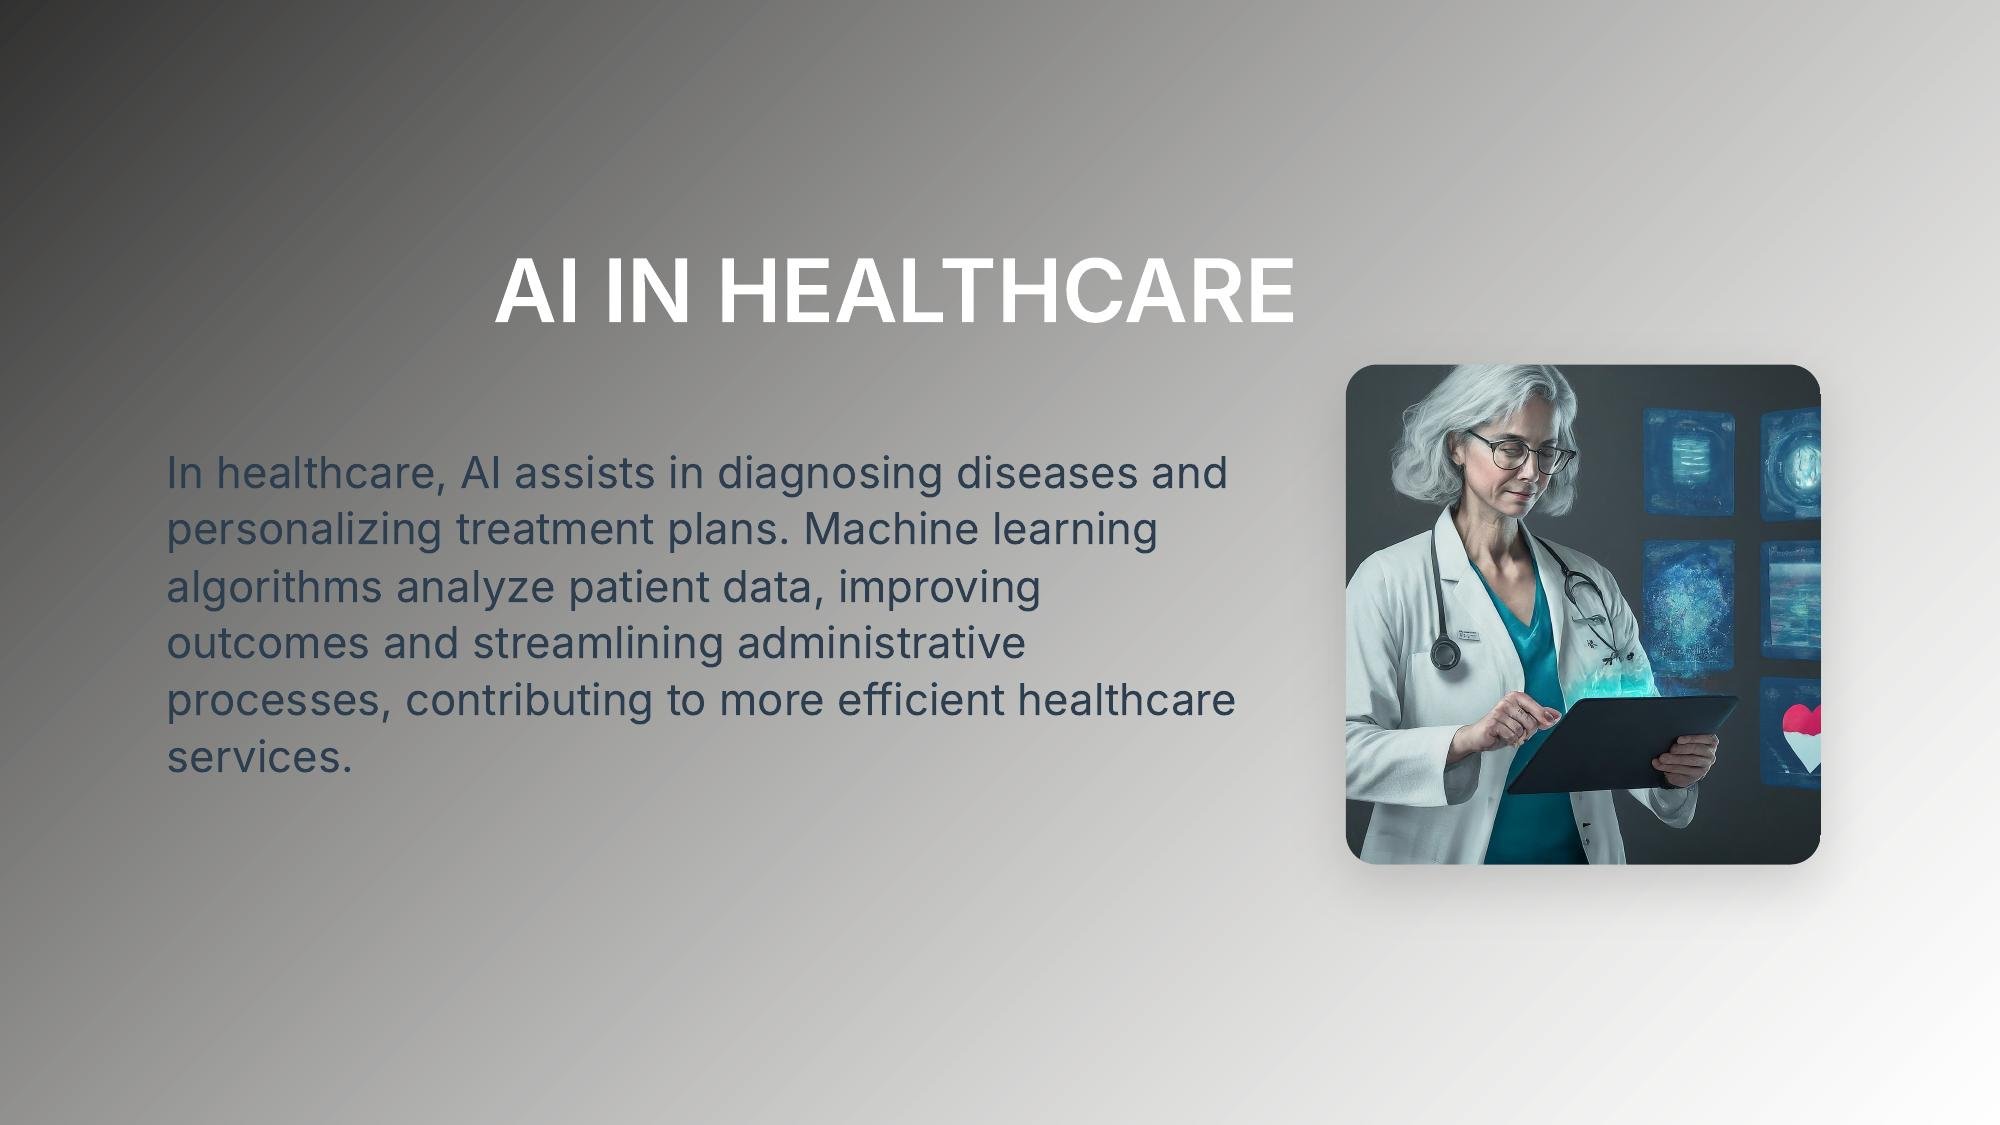 AI IN HEALTHCARE
In healthcare, AI assists in diagnosing diseases and
personalizing treatment plans. Machine learning
algorithms analyze patient data, improving
outcomes and streamlining administrative
processes, contributing to more efficient healthcare
services.